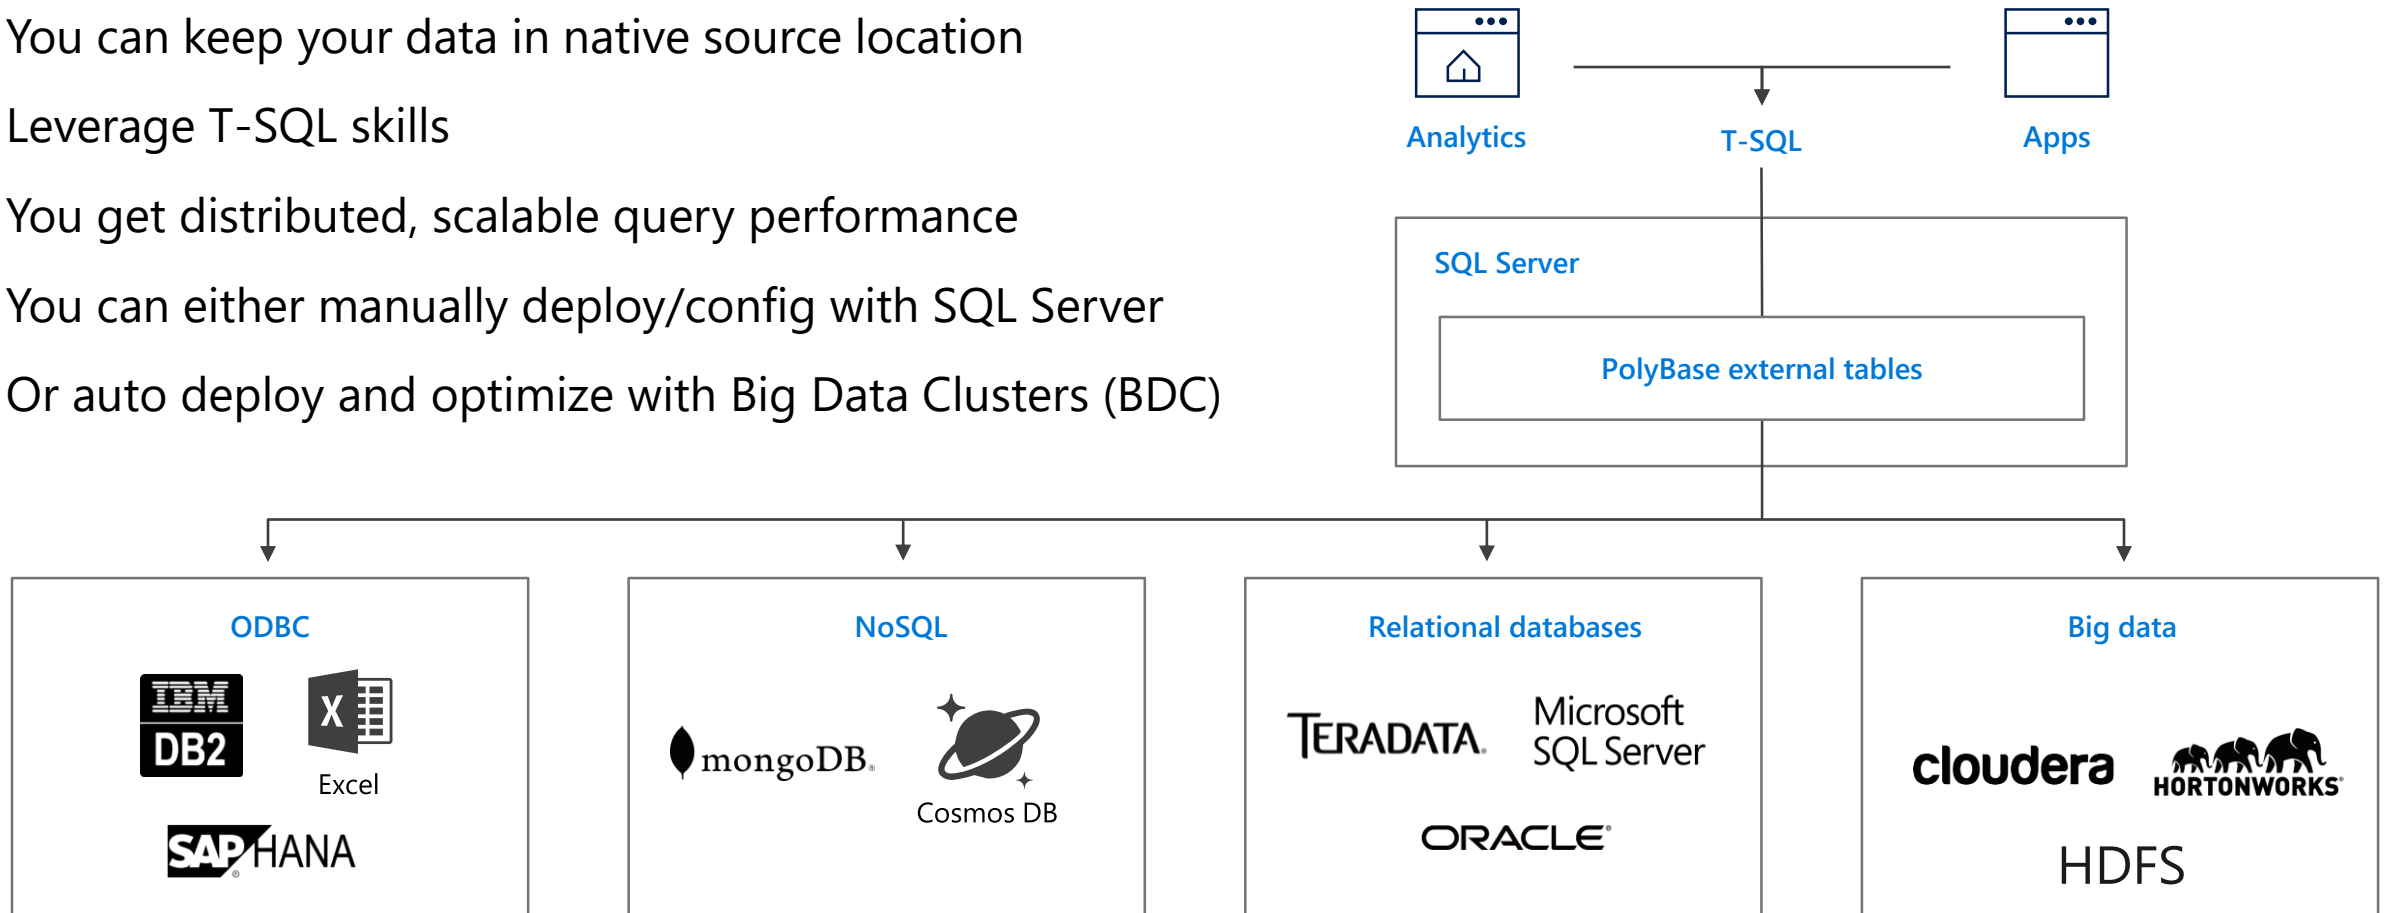 You can keep your data in native source location
Leverage T-SQL skills
You get distributed, scalable query performance
You can either manually deploy/config with SQL Server
Or auto deploy and optimize with Big Data Clusters (BDC)
Analytics
T-SQL
Apps
SQL Server
PolyBase external tables
ODBC
IBM
DB2
X
Excel
SAP® HANA
NoSQL
mongoDB®
Cosmos DB
Relational databases
TERADATA.
Microsoft
SQL Server
ORACLE®
Big data
cloudera
HORTONWORKS®
HDFS